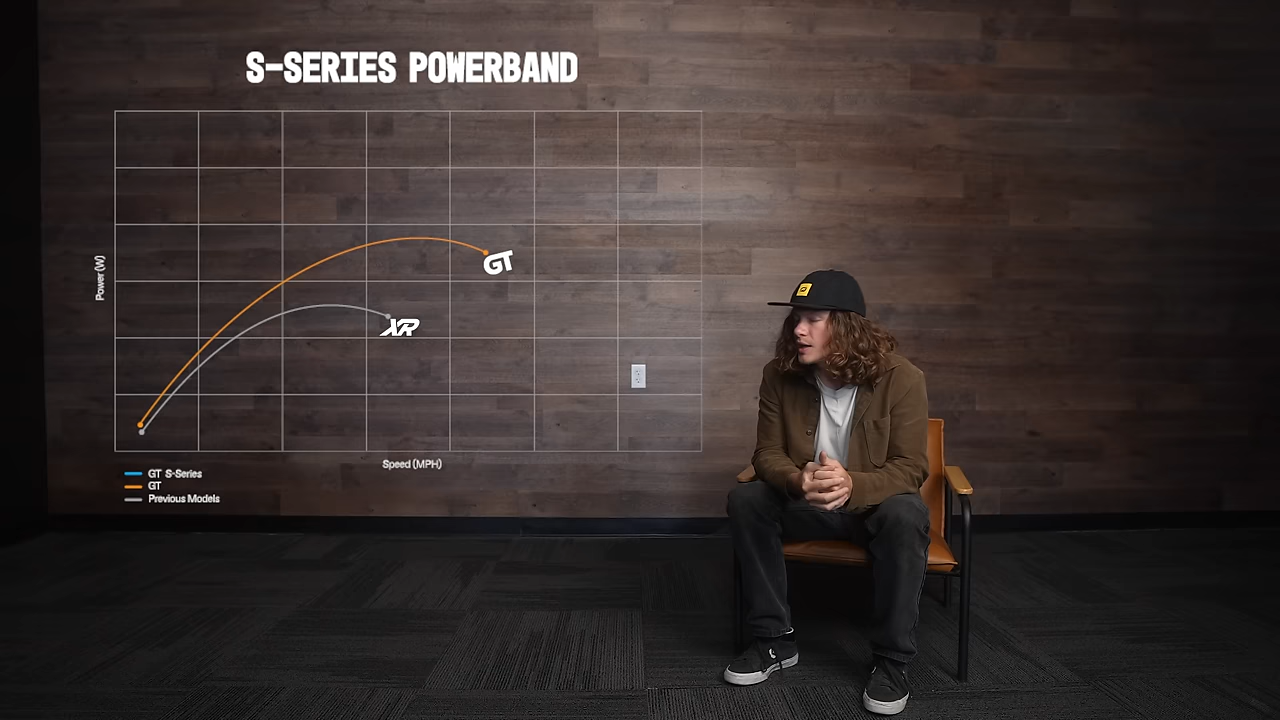 S-SERIES POWERBAND
GT
XR
Power (W)
Speed (MPH)
GT S-Series
GT
Previous Models